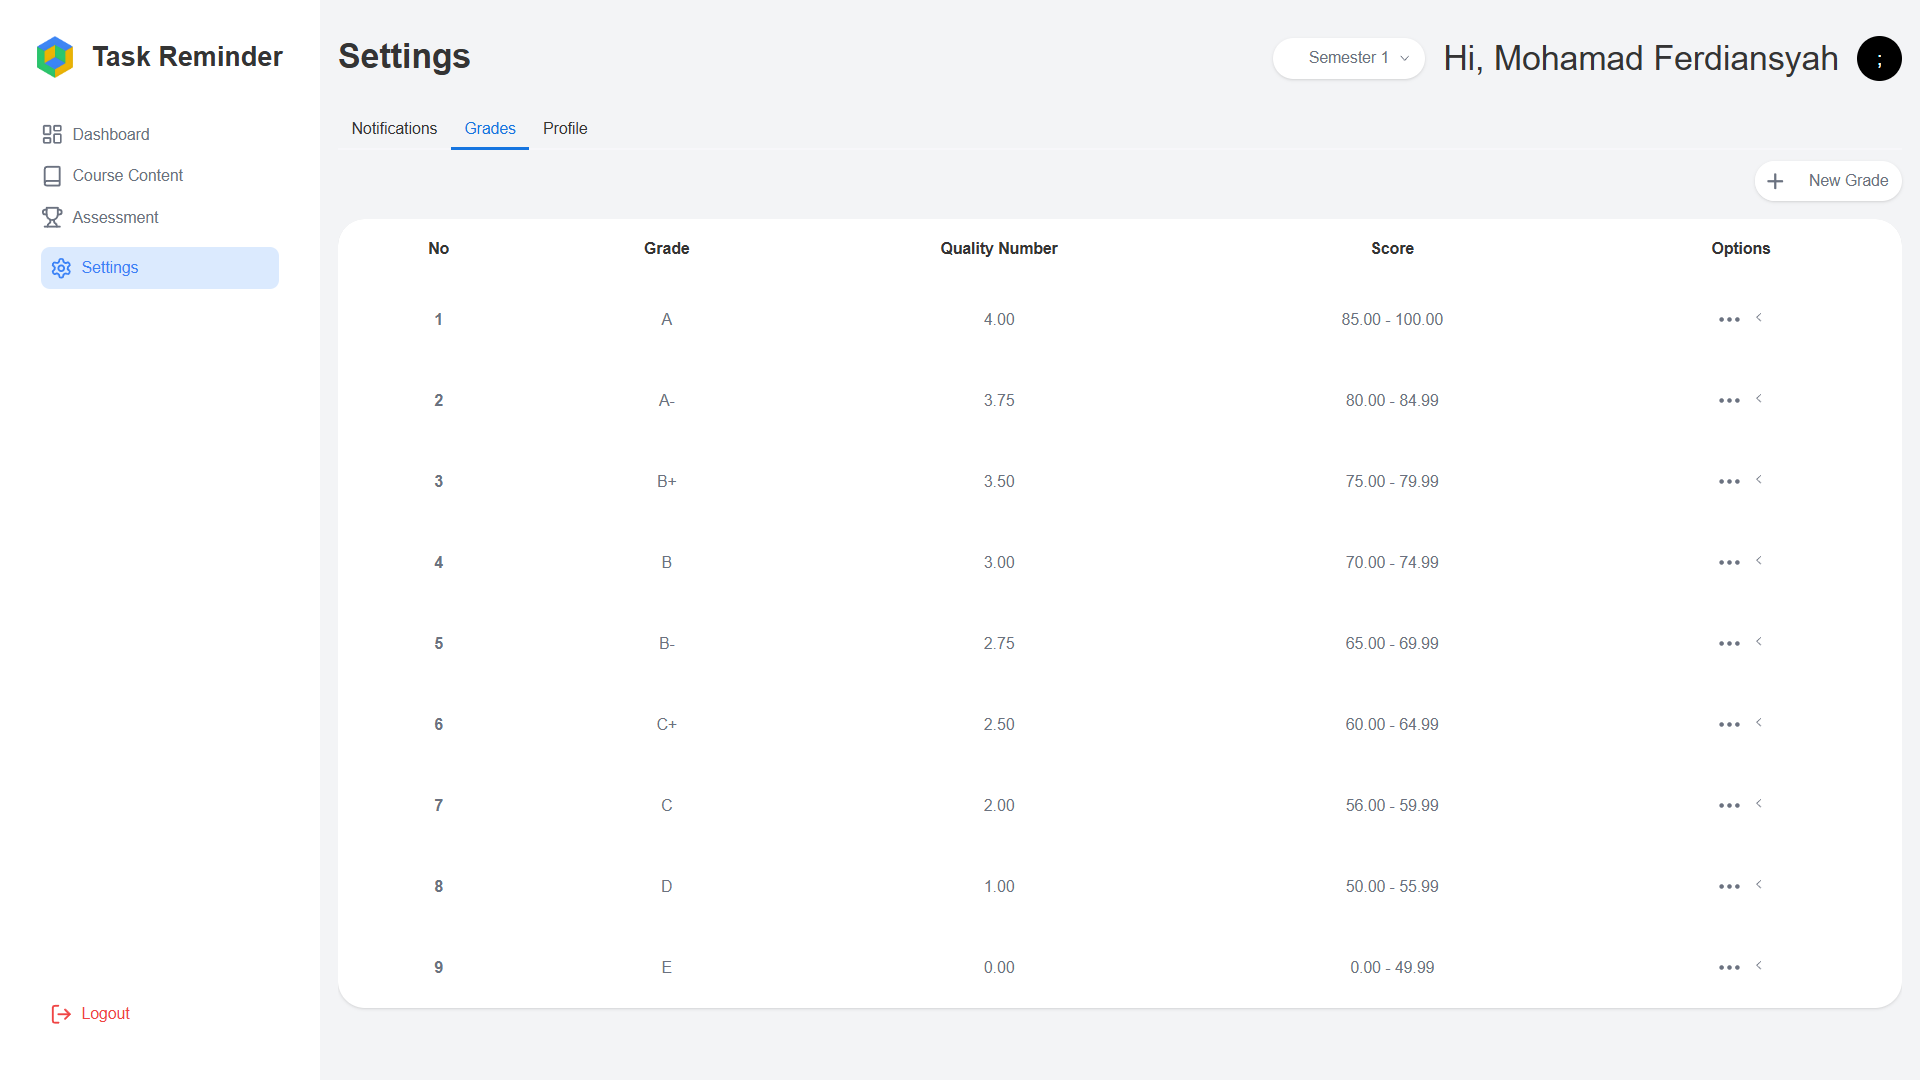 Task Reminder
Dashboard
Course Content
Assessment
Settings
Logout
Settings
Semester 1
Hi, Mohamad Ferdiansyah
;
Notifications Grades Profile
New Grade
No Grade Quality Number Score Options
1 A 4.00 85.00 - 100.00
2 A- 3.75 80.00 - 84.99
3 B+ 3.50 75.00 - 79.99
4 B 3.00 70.00 - 74.99
5 B- 2.75 65.00 - 69.99
6 C+ 2.50 60.00 - 64.99
7 C 2.00 56.00 - 59.99
8 D 1.00 50.00 - 55.99
9 E 0.00 0.00 - 49.99